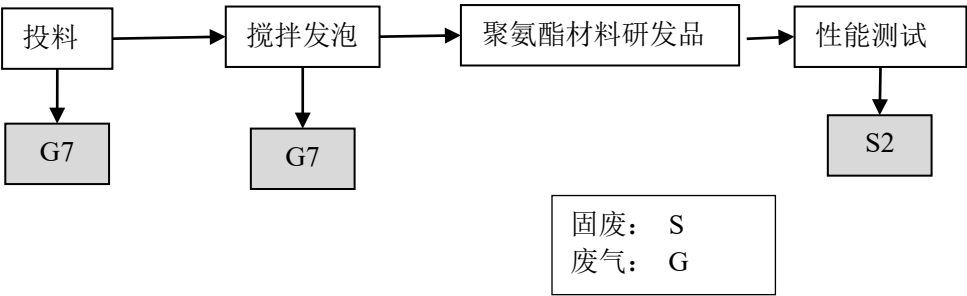 投料
搅拌发泡
聚氨酯材料研发品
性能测试
G7
G7
S2
固废： S
废气： G